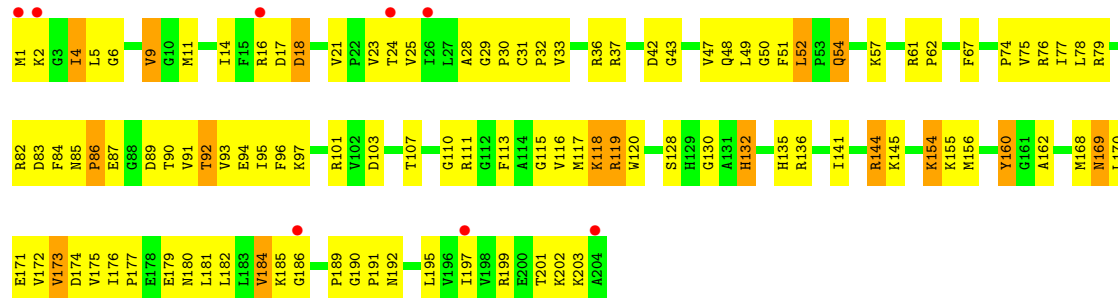 M1 K2 G3 I4 L5 G6 V9 G10 M11 I14 F15 R16 D17 D18 V21 P22 V23 T24 V25 I26 L27 A28 G29 P30 C31 P32 V33 R36 R37 D42 G43 V47 Q48 L49 G50 F51 L52 P53 Q54 K57 R61 P62 F67 P74 V75 R76 I77 L78 R79
R82 D83 F84 N85 P86 E87 G88 D89 T90 V91 T92 V93 E94 I95 F96 K97 R101 V102 D103 T107 G110 R111 G112 F113 A114 G115 V116 M117 K118 R119 W120 S128 H129 G130 A131 H132 H135 R136 I141 R144 K145 K154 K155 M156 Y160 G161 A162 M168 N169 L170
E171 V172 V173 D174 V175 I176 P177 E178 E179 N180 L181 L182 L183 V184 K185 G186 P189 G190 P191 N192 L195 V196 I197 V198 R199 E200 T201 K202 K203 A204